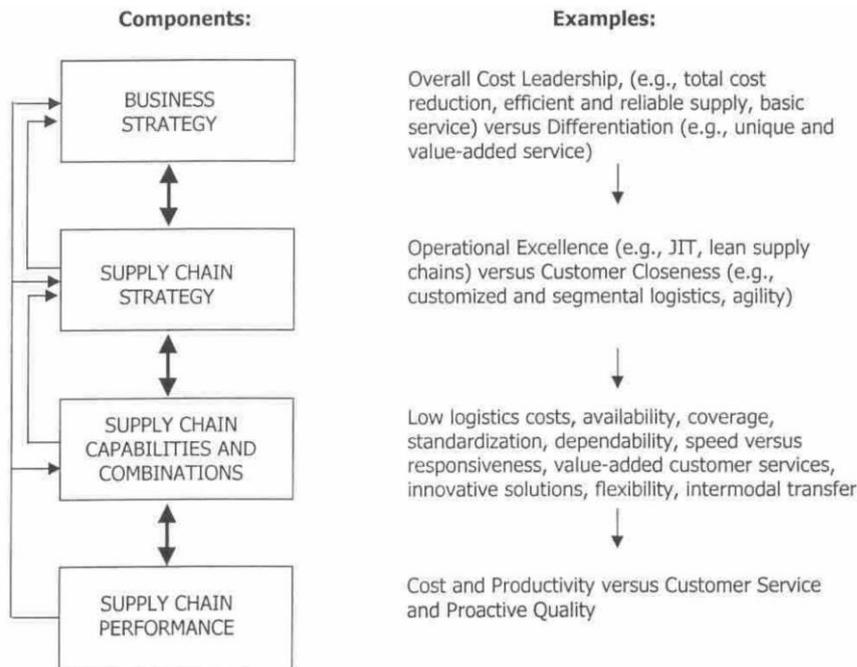 Components:
Examples:
BUSINESS
STRATEGY
Overall Cost Leadership, (e.g., total cost
reduction, efficient and reliable supply, basic
service) versus Differentiation (e.g., unique and
value-added service)
SUPPLY CHAIN
STRATEGY
Operational Excellence (e.g., JIT, lean supply
chains) versus Customer Closeness (e.g.,
customized and segmental logistics, agility)
SUPPLY CHAIN
CAPABILITIES AND
COMBINATIONS
Low logistics costs, availability, coverage,
standardization, dependability, speed versus
responsiveness, value-added customer services,
innovative solutions, flexibility, intermodal transfer
SUPPLY CHAIN
PERFORMANCE
Cost and Productivity versus Customer Service
and Proactive Quality